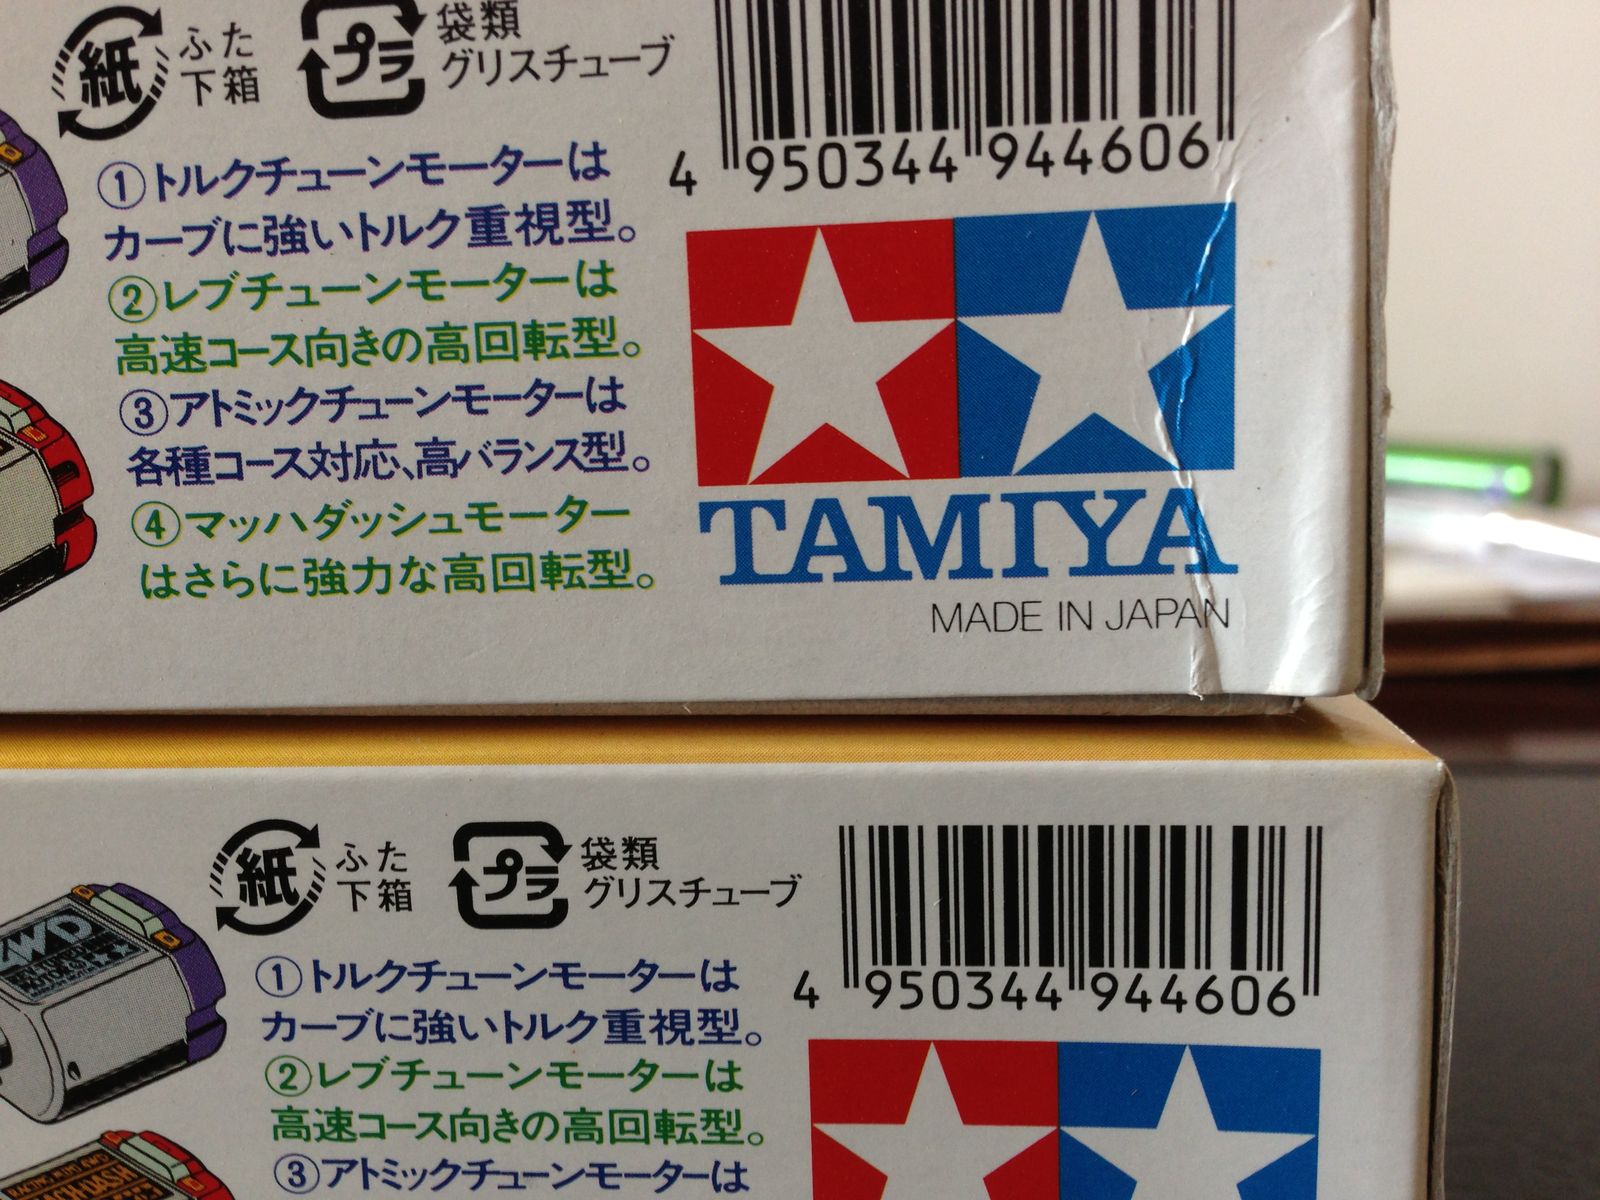 紙
ふた
下箱
プラ
袋類
グリスチューブ
4 950344 944606
①トルクチューンモーターは
カーブに強いトルク重視型。
②レブチューンモーターは
高速コース向きの高回転型。
③アトミックチューンモーターは
各種コース対応、高バランス型。
④マッハダッシュモーター
はさらに強力な高回転型。
TAMIYA
MADE IN JAPAN
紙
ふた
下箱
プラ
袋類
グリスチューブ
4 950344 944606
①トルクチューンモーターは
カーブに強いトルク重視型。
②レブチューンモーターは
高速コース向きの高回転型。
③アトミックチューンモーターは